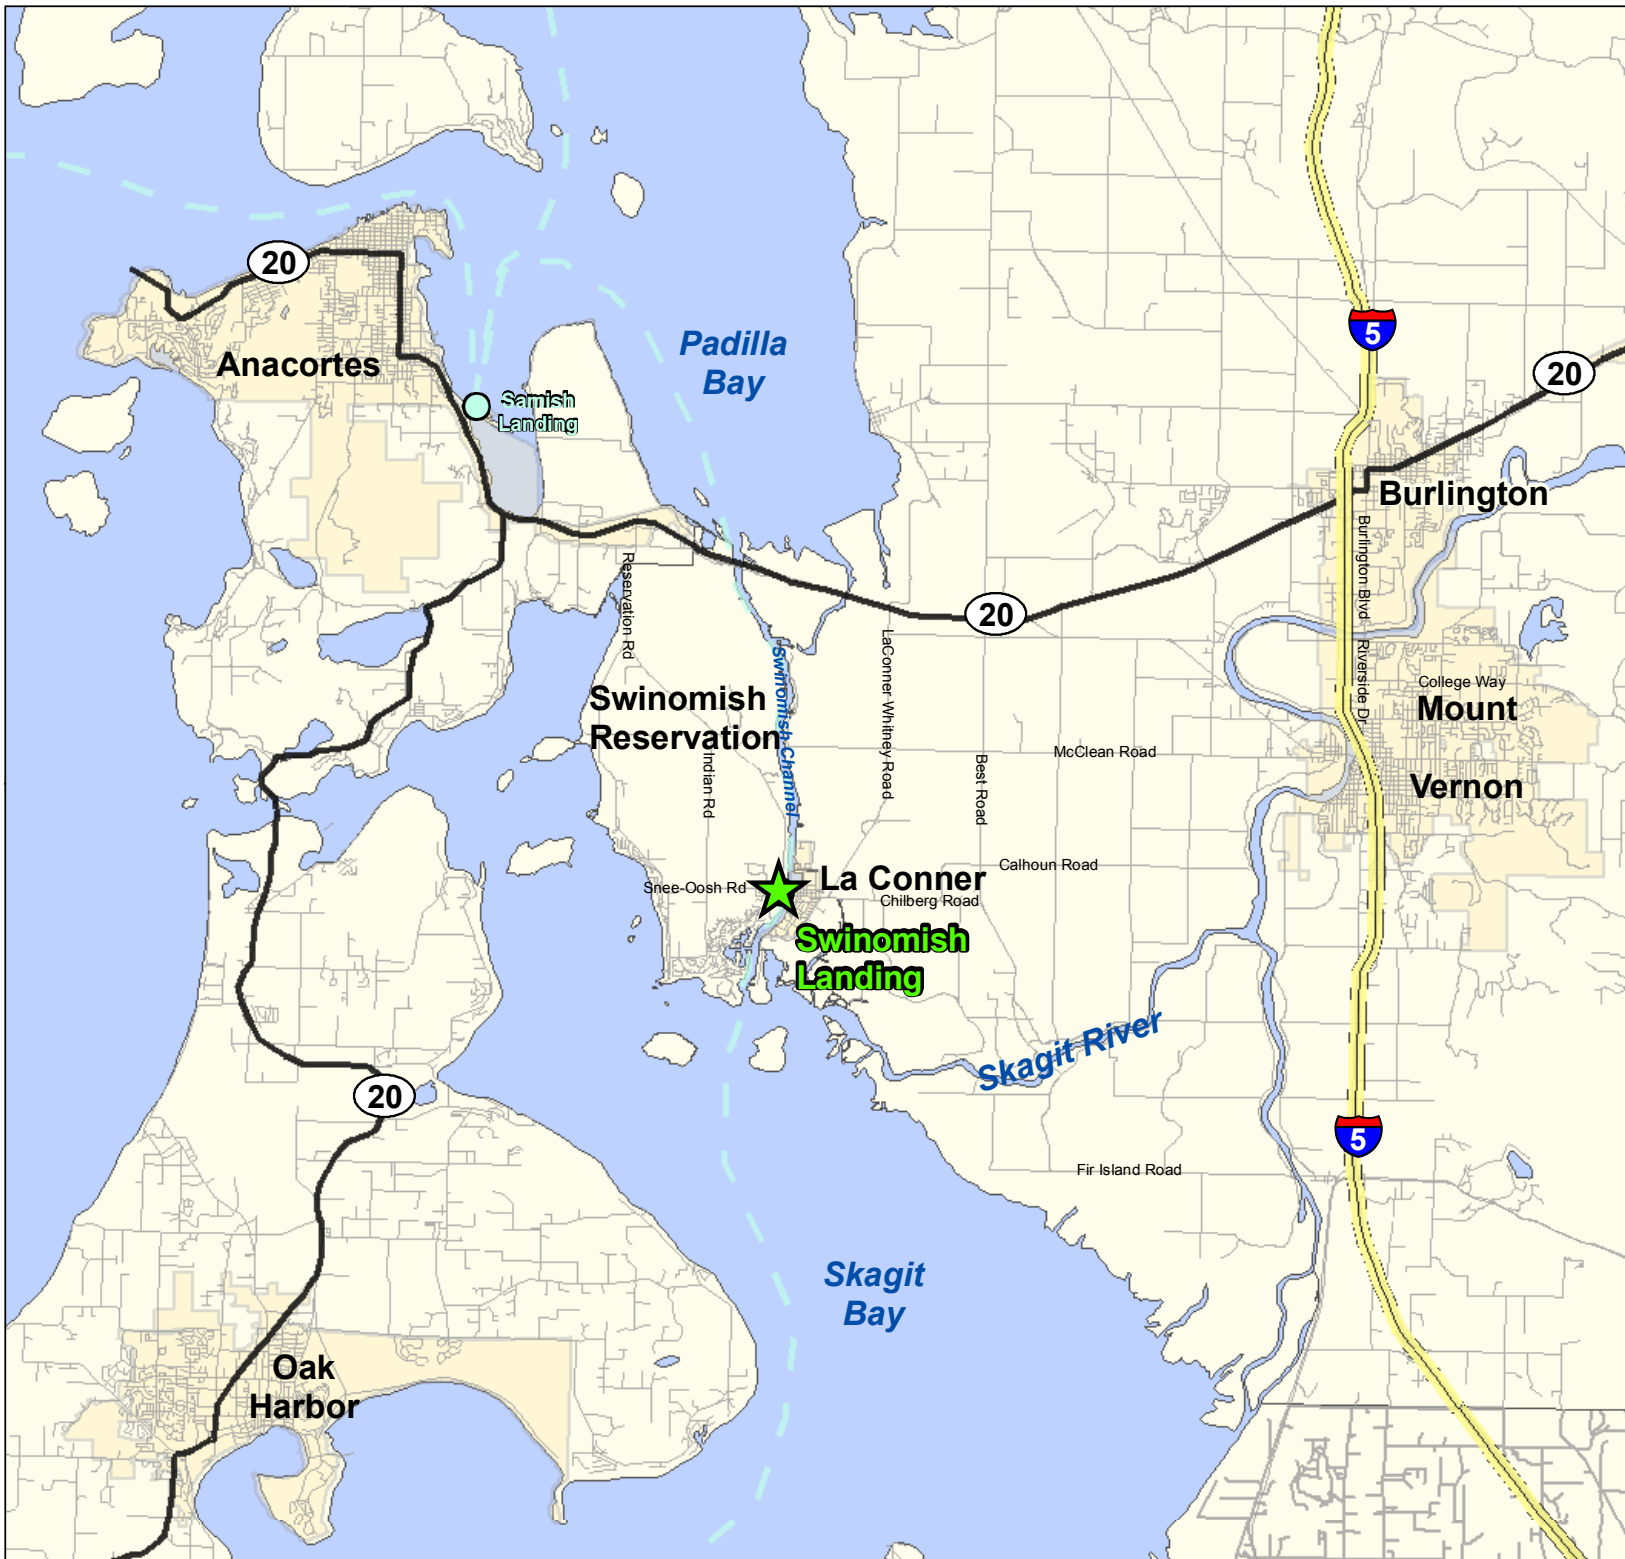 20
Anacortes
Padilla
Bay
5
20
Samish
Landing
Burlington
Burlington Blvd
Reservation Rd
20
LaConner Whitney Road
Riverside Dr
Swinomish Channel
College Way
Swinomish
Reservation
Mount
Vernon
Indian Rd
McClean Road
Best Road
Calhoun Road
Snee-Oosh Rd
La Conner
Chilberg Road
Swinomish
Landing
Skagit River
20
5
Fir Island Road
Skagit
Bay
Oak
Harbor